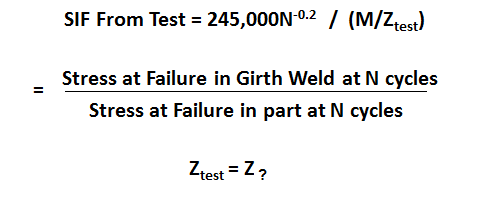 SIF From Test = 245,000N-0.2 / (M/Ztest)
= Stress at Failure in Girth Weld at N cycles
Stress at Failure in part at N cycles
Ztest = Z ?